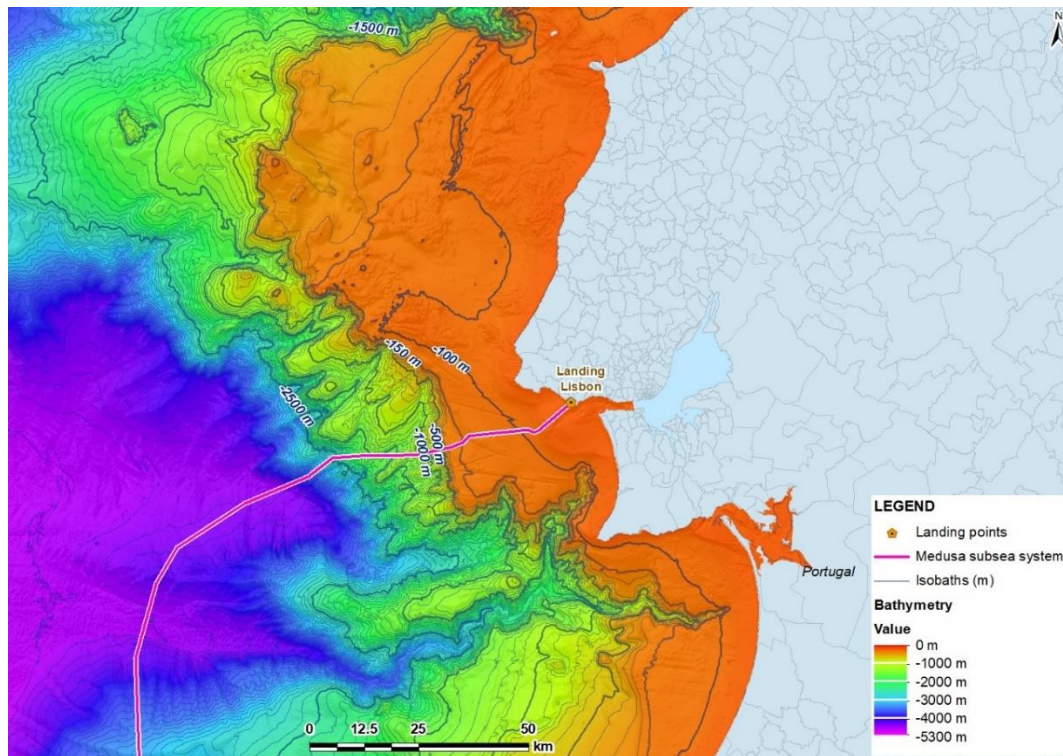 -1500 m
N
-150 m
-100 m
Landing
Lisbon
-2500 m
-500 m
-1000 m
Portugal
0 12.5 25 50
km
LEGEND
Landing points
Medusa subsea system
Isobaths (m)
Bathymetry
Value
0 m
-1000 m
-2000 m
-3000 m
-4000 m
-5300 m